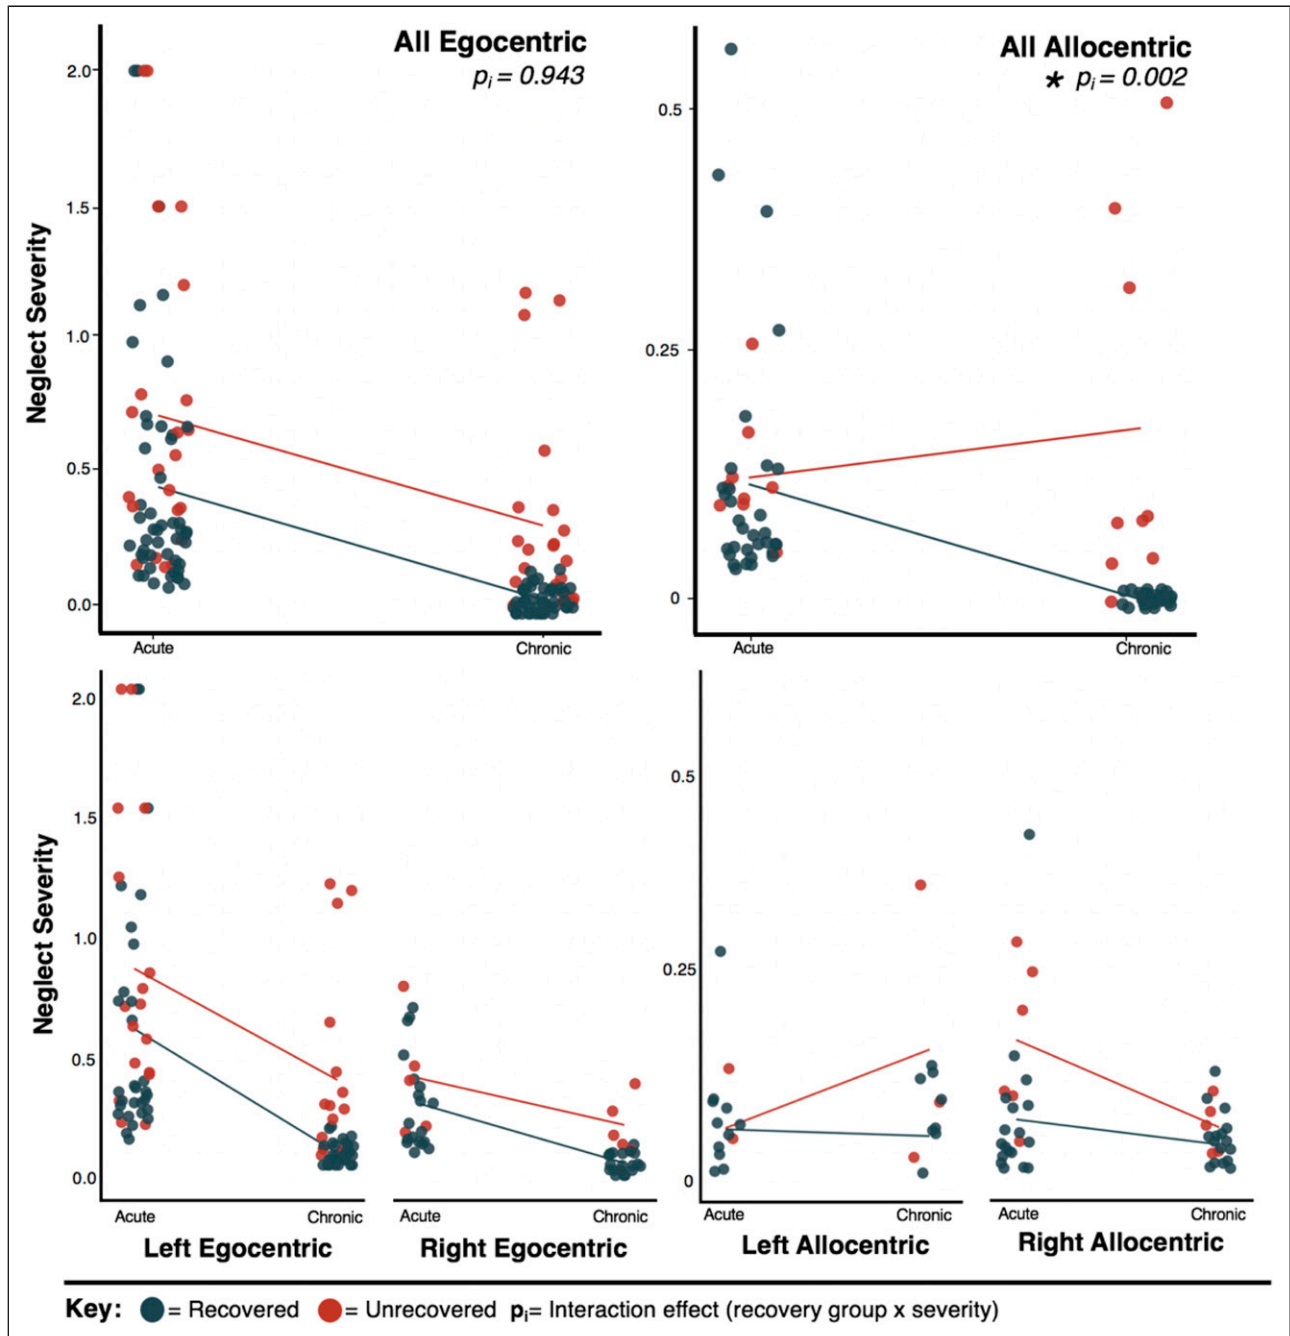 All Egocentric
pi = 0.943
Neglect Severity
2.0
1.5
1.0
0.5
0.0
Acute
Chronic
All Allocentric
* pi = 0.002
0.5
0.25
0
Acute
Chronic
Neglect Severity
2.0
1.5
1.0
0.5
0.0
Acute
Chronic
Left Egocentric
Acute
Chronic
Right Egocentric
0.5
0.25
0
Acute
Chronic
Left Allocentric
Acute
Chronic
Right Allocentric
Key: = Recovered = Unrecovered pi= Interaction effect (recovery group x severity)